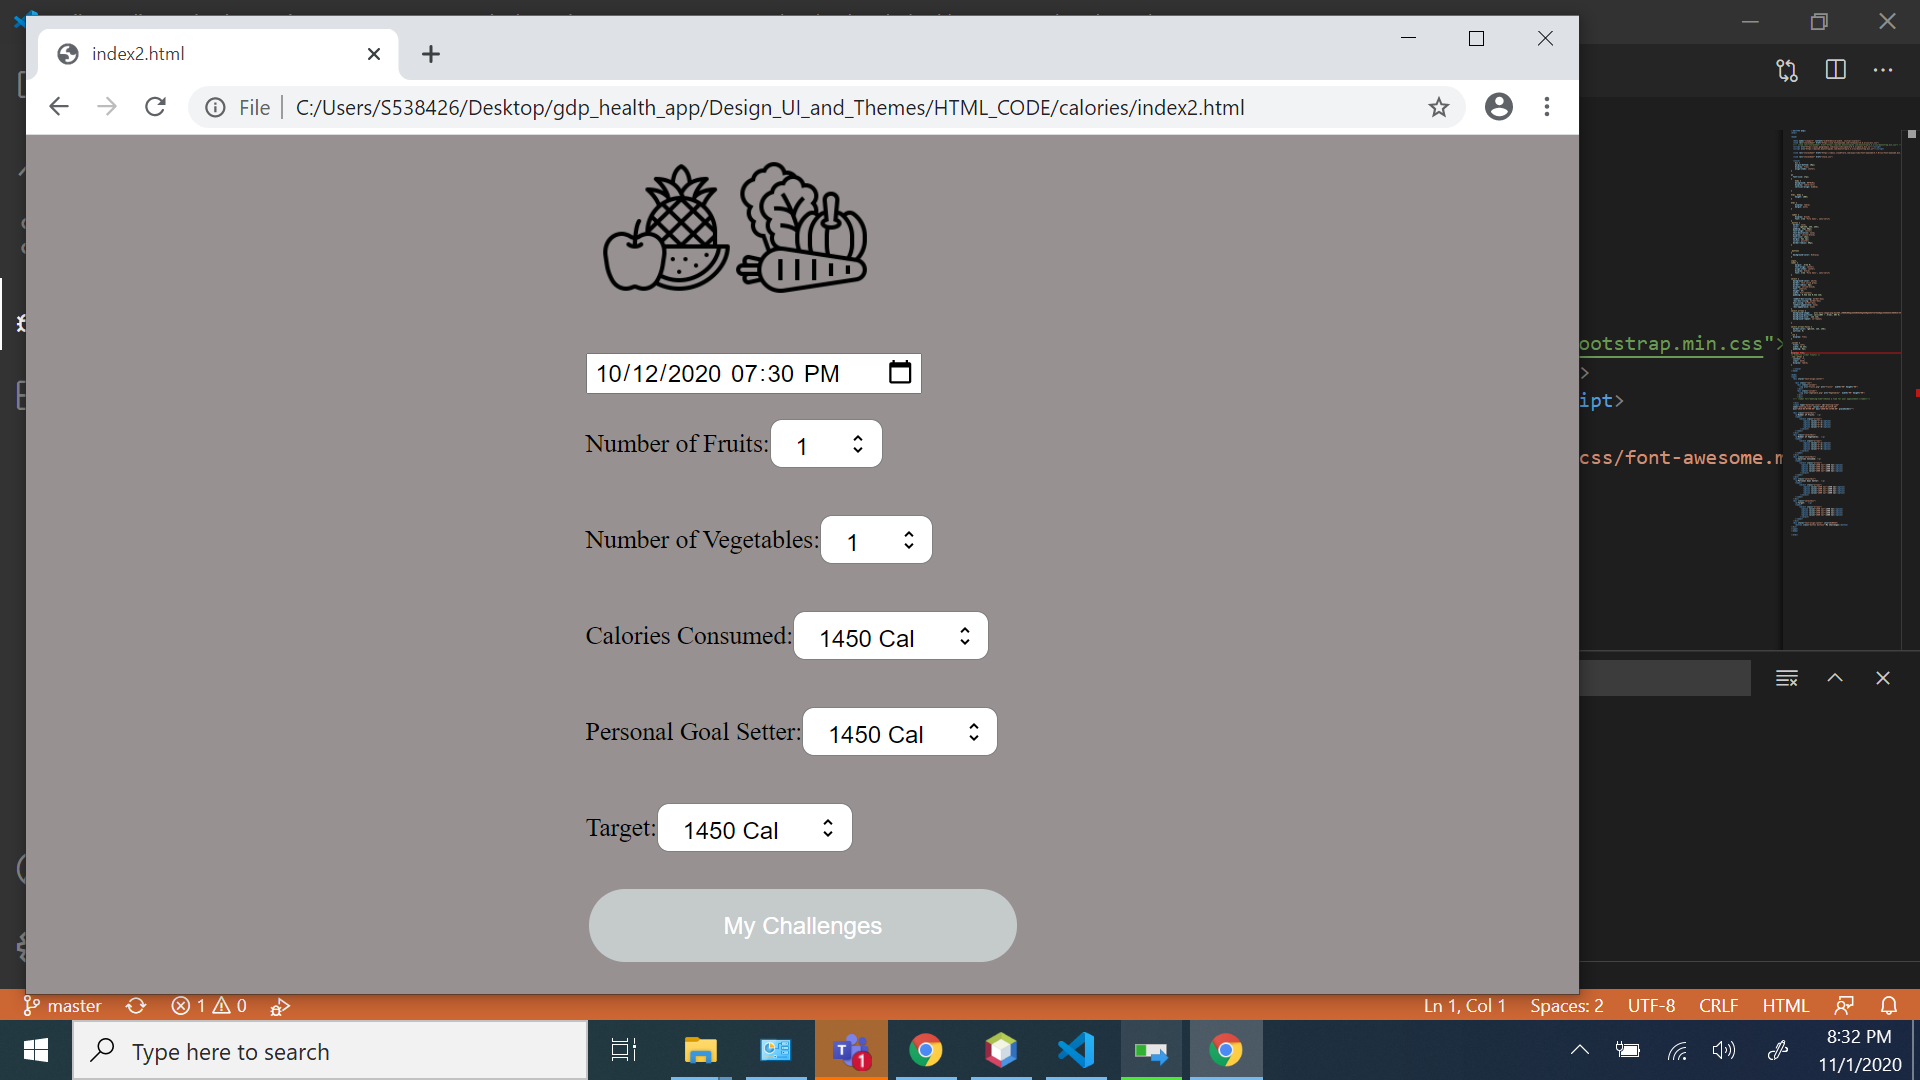 index2.html
File
C:/Users/S538426/Desktop/gdp_health_app/Design_UI_and_Themes/HTML_CODE/calories/index2.html
10/12/2020 07:30 PM
Number of Fruits: 1
Number of Vegetables: 1
Calories Consumed: 1450 Cal
Personal Goal Setter: 1450 Cal
Target: 1450 Cal
My Challenges
ootstrap.min.css">
>
ipt>
css/font-awesome.m
master 1 0 Ln 1, Col 1 Spaces: 2 UTF-8 CRLF HTML
Type here to search
1
8:32 PM
11/1/2020